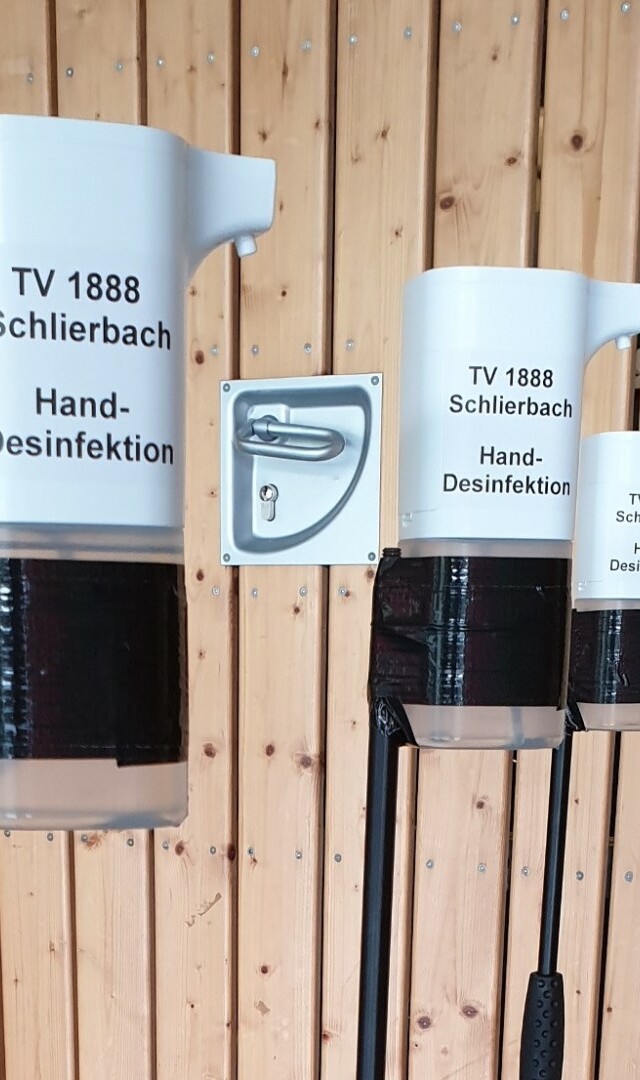 TV 1888
Schlierbach
Hand-
Desinfektion
TV 1888
Schlierbach
Hand-
Desinfektion